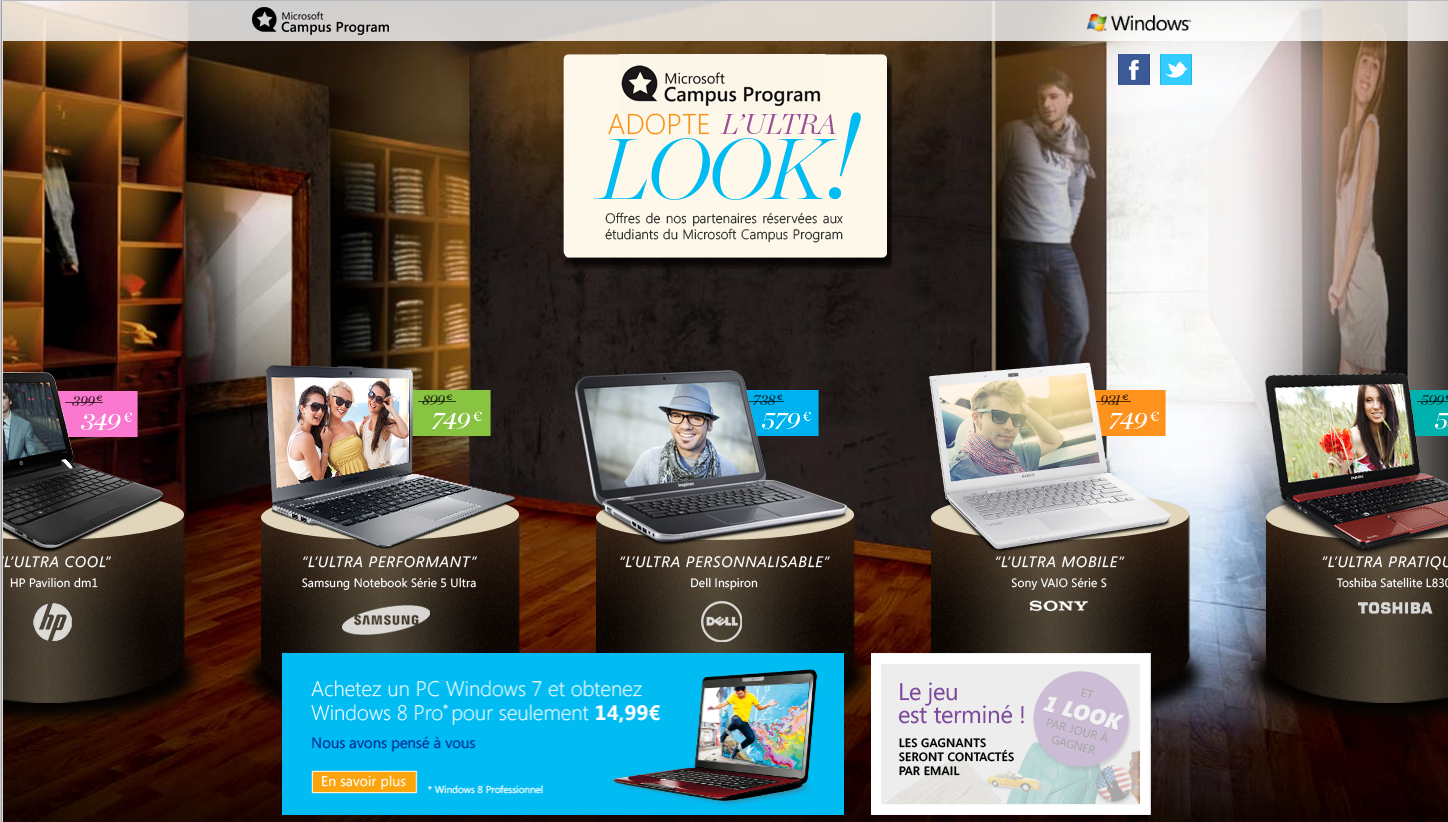 Microsoft
Campus Program
Windows
Microsoft
Campus Program
ADOPTE L'ULTRA
LOOK!
Offres de nos partenaires réservées aux
étudiants du Microsoft Campus Program
399€
349€
899€
749€
738€
579€
931€
749€
599€
5
L'ULTRA COOL"
HP Pavilion dm1
hp
"L'ULTRA PERFORMANT"
Samsung Notebook Série 5 Ultra
SAMSUNG
"L'ULTRA PERSONNALISABLE"
Dell Inspiron
DELL
"L'ULTRA MOBILE"
Sony VAIO Série S
SONY
"L'ULTRA PRATIQU
Toshiba Satellite L830
TOSHIBA
Achetez un PC Windows 7 et obtenez
Windows 8 Pro* pour seulement 14,99€
Nous avons pensé à vous
En savoir plus
* Windows 8 Professionnel
Le jeu
est terminé !
LES GAGNANTS
SERONT CONTACTÉS
PAR EMAIL
ET
1 LOOK
PAR JOUR À
GAGNER